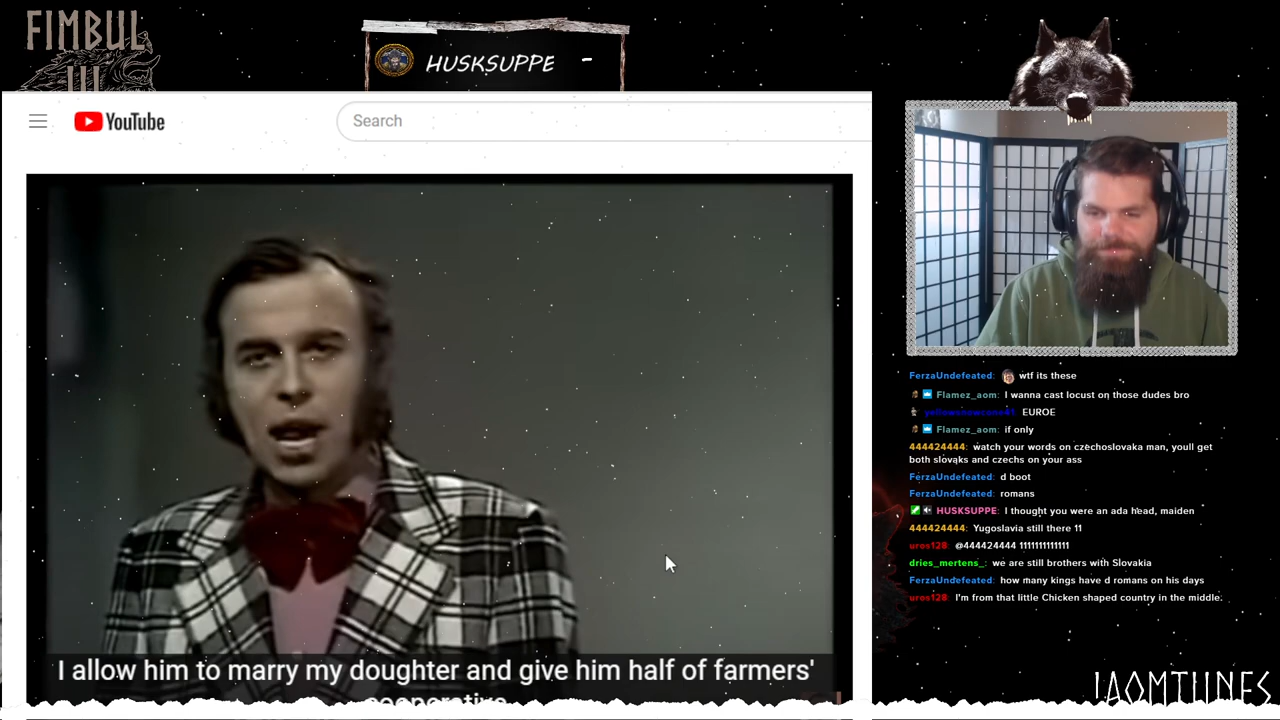 FIMBUL
III
HUSKSUPPE -
YouTube
Search
I allow him to marry my doughter and give him half of farmers'
cooperative
FerzaUndefeated: wtf its these
Flamez_aom: I wanna cast locust on those dudes bro
EUROE
Flamez_aom: if only
444424444: watch your words on czechoslovaka man, youll get
both slovaks and czechs on your ass
FerzaUndefeated: d boot
FerzaUndefeated: romans
HUSKSUPPE: I thought you were an ada head, maiden
444424444: Yugoslavia still there 11
uros128: @444424444 1111111111111
dries_mertens_: we are still brothers with Slovakia
FerzaUndefeated: how many kings have d romans on his days
uros128: I'm from that little Chicken shaped country in the middle.
!AOMTUNES